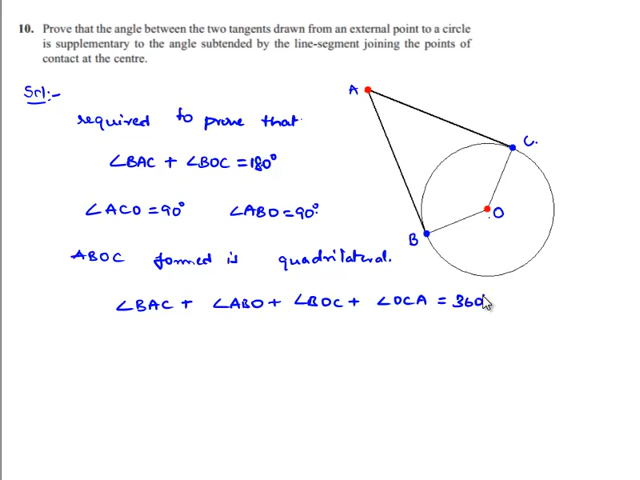 10. Prove that the angle between the two tangents drawn from an external point to a circle
is supplementary to the angle subtended by the line-segment joining the points of
contact at the centre.
Sol:-
A
required to prove that
C.
∠BAC + ∠BOC = 180°
∠ACO = 90° ∠ABO = 90°
O
B
ABOC formed is quadrilateral.
∠BAC + ∠ABO + ∠BOC + ∠OCA = 360